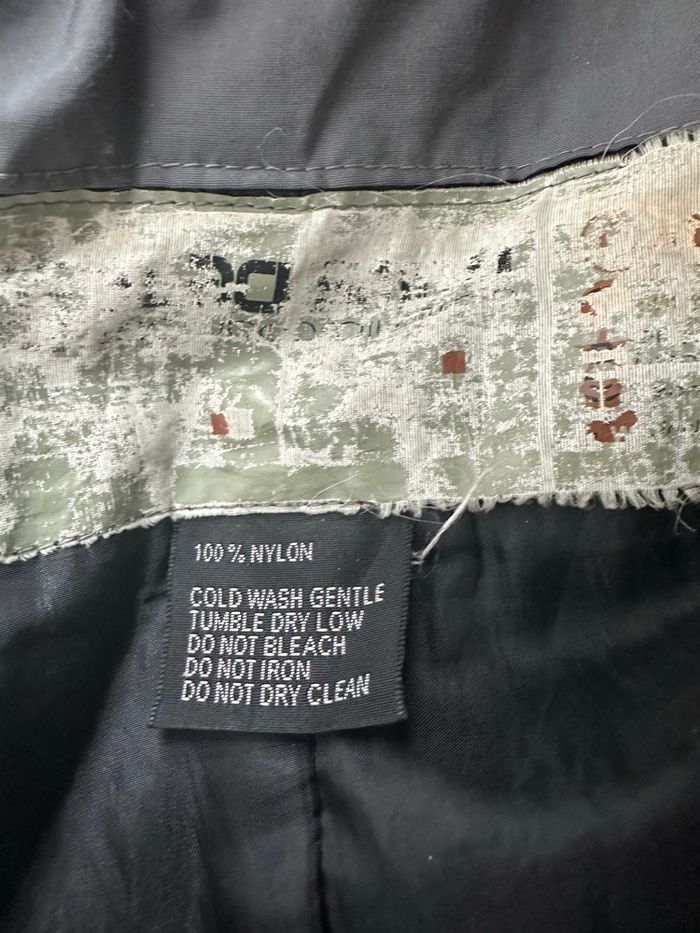 100% NYLON
COLD WASH GENTLE
TUMBLE DRY LOW
DO NOT BLEACH
DO NOT IRON
DO NOT DRY CLEAN